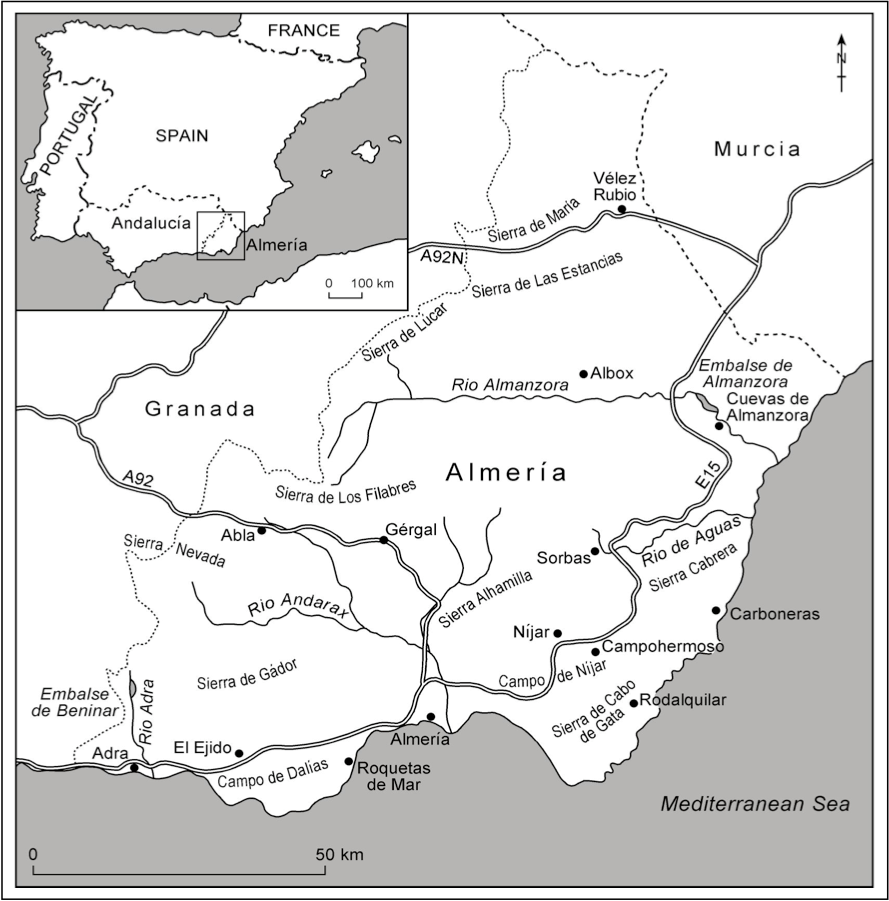 FRANCE
PORTUGAL
SPAIN
Andalucía
Almería
0 100 km
N
Murcia
Vélez
Rubio
Sierra de María
A92N
Sierra de Las Estancias
Sierra de Lucar
Rio Almanzora
Albox
Embalse de
Almanzora
Cuevas de
Almanzora
Granada
Almería
E15
A92
Sierra de Los Filabres
Abla
Gérgal
Sierra Nevada
Sorbas
Rio de Aguas
Sierra Cabrera
Sierra Alhamilla
Rio Andarax
Carboneras
Níjar
Campohermoso
Campo de Níjar
Sierra de Gádor
Embalse
de Beninar
Rio Adra
Sierra de Cabo
de Gata
Rodalquilar
Almería
Adra
El Ejido
Campo de Dalias
Roquetas
de Mar
Mediterranean Sea
0 50 km